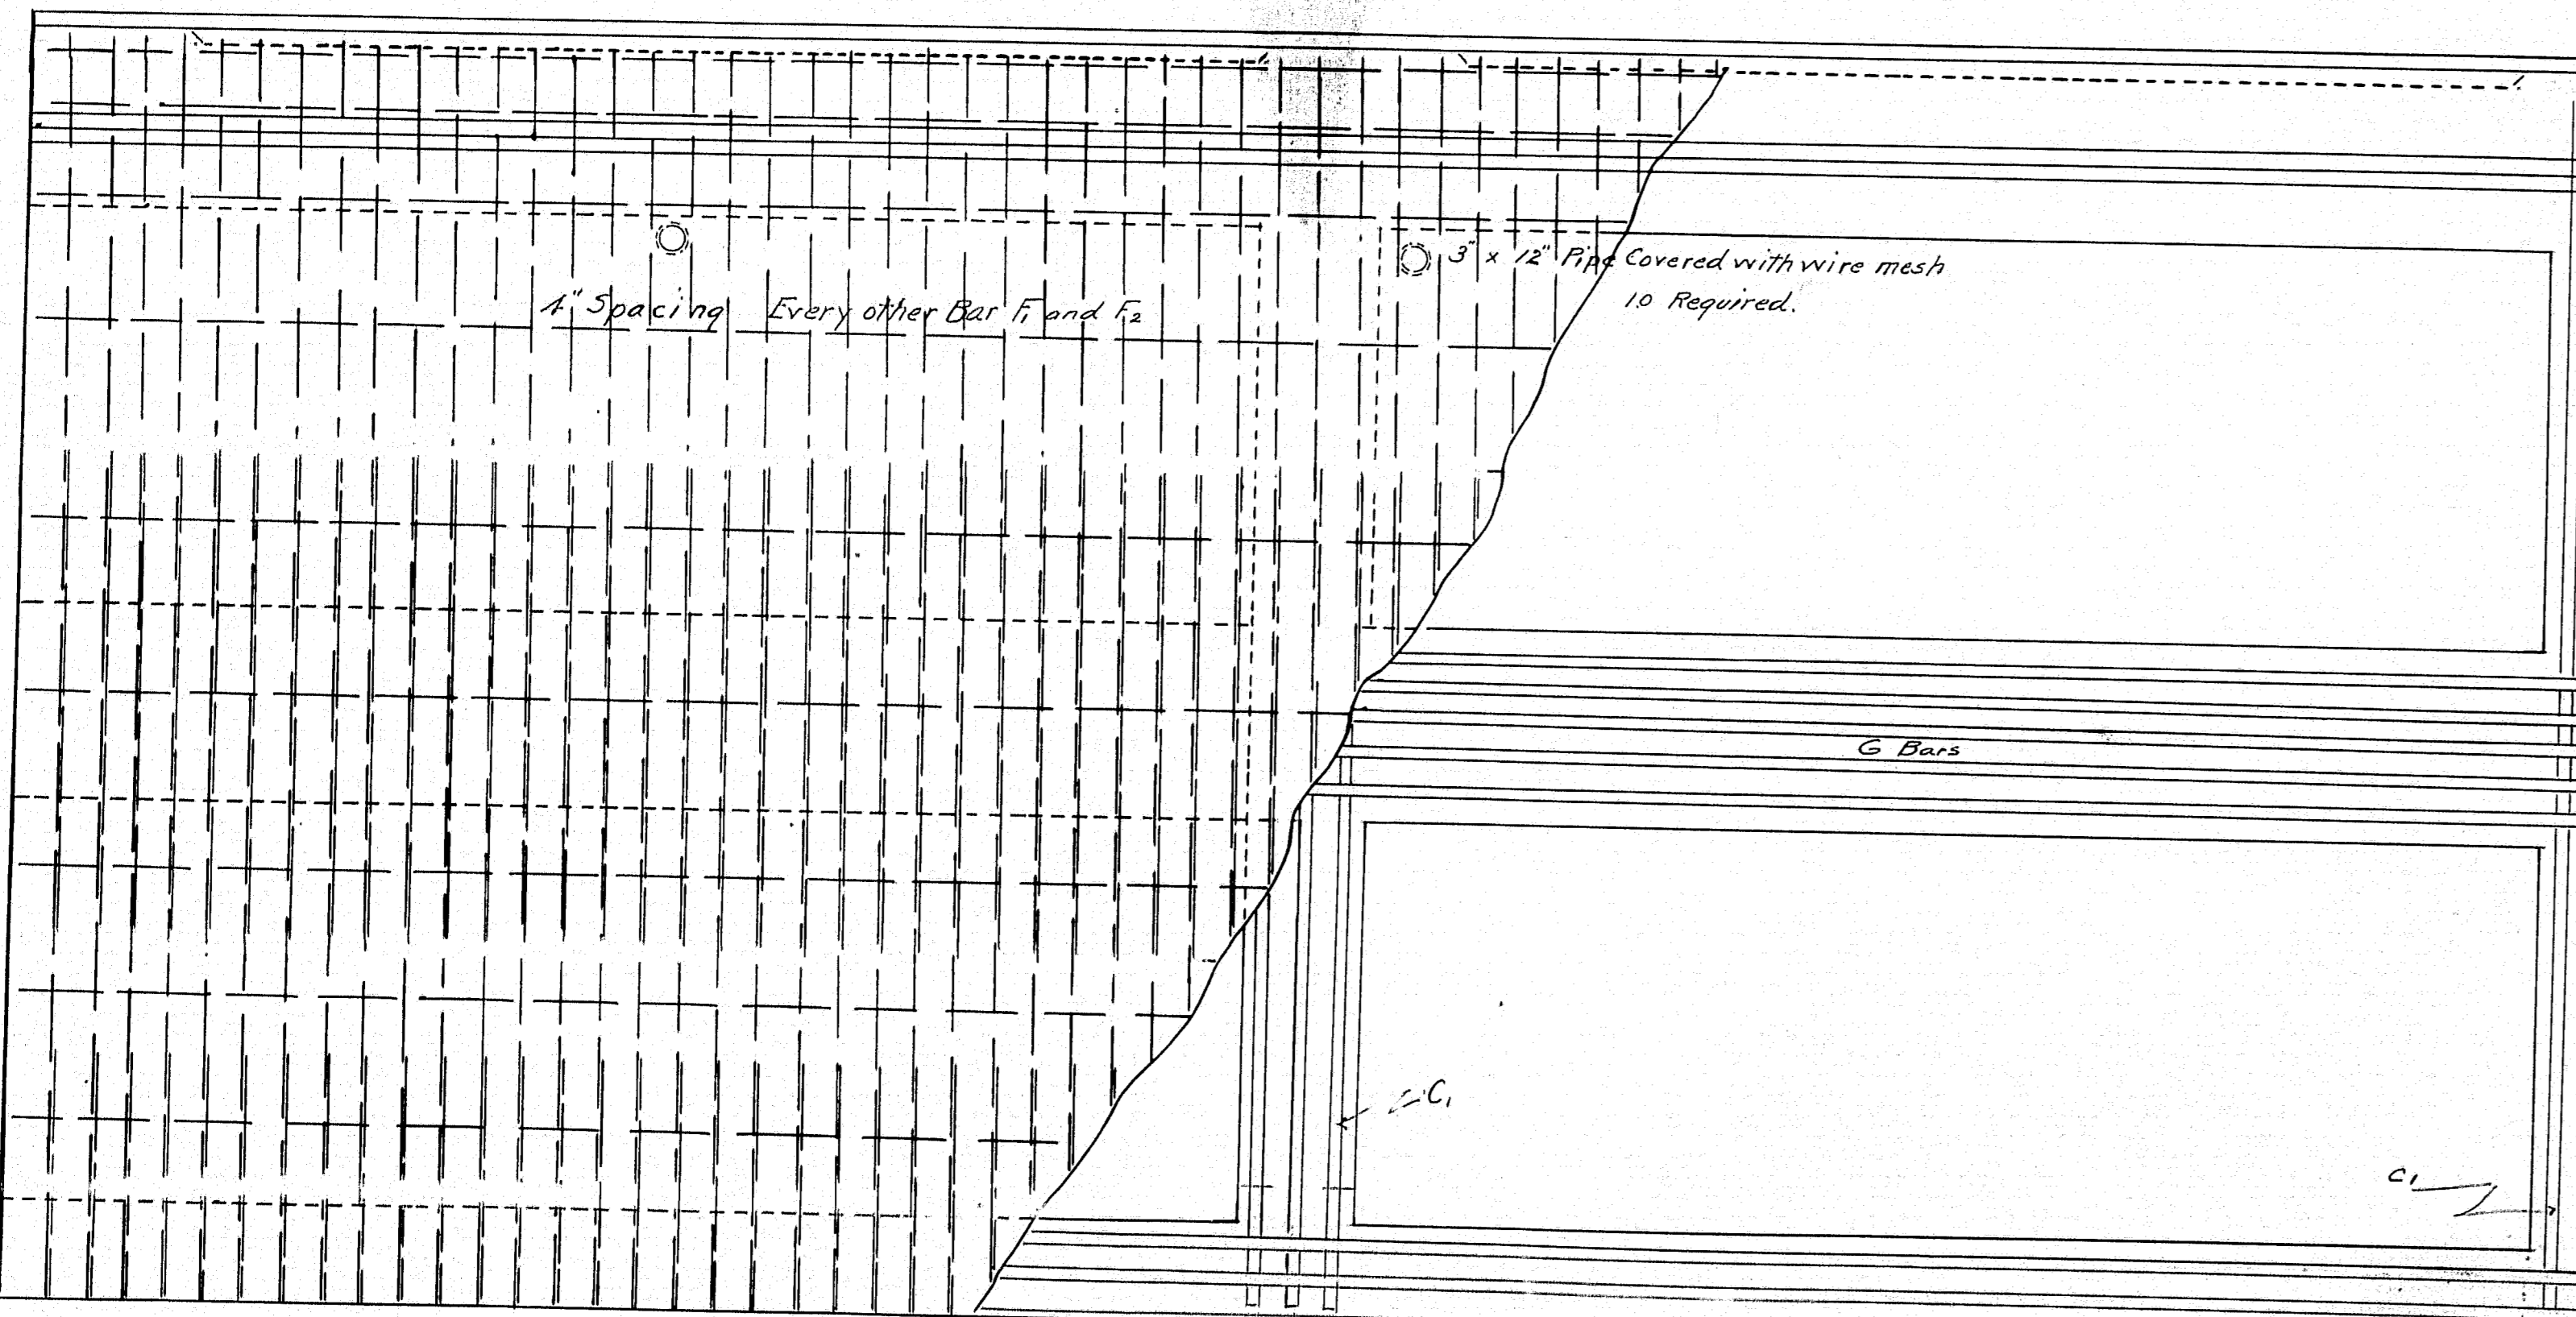 3" x 12" Pipe Covered with wire mesh
10 Required.
4" Spacing Every other Bar F₁ and F₂
G Bars
C₁
C₁